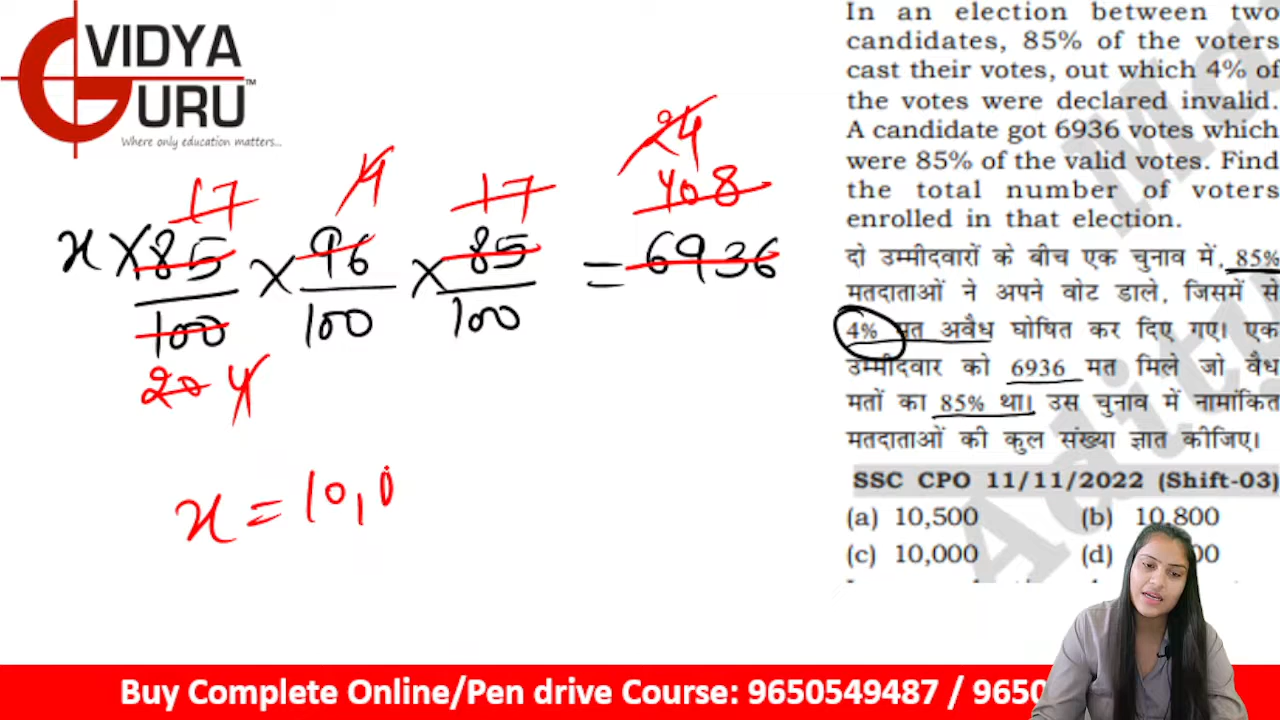 VIDYA
GURU™
Where only education matters...
In an election between two
candidates, 85% of the voters
cast their votes, out which 4% of
the votes were declared invalid.
A candidate got 6936 votes which
were 85% of the valid votes. Find
the total number of voters
enrolled in that election.
दो उम्मीदवारों के बीच एक चुनाव में, 85%
मतदाताओं ने अपने वोट डाले, जिसमें से
4% मत अवैध घोषित कर दिए गए। एक
उम्मीदवार को 6936 मत मिले जो वैध
मतों का 85% था। उस चुनाव में नामांकित
मतदाताओं की कुल संख्या ज्ञात कीजिए।
SSC CPO 11/11/2022 (Shift-03)
(a) 10,500 (b) 10,800
(c) 10,000 (d)
24
17 4 17 408
x × 85 × 96 × 85 = 6936
100 100 100
20 4
x = 10,0
Buy Complete Online/Pen drive Course: 9650549487 / 9650